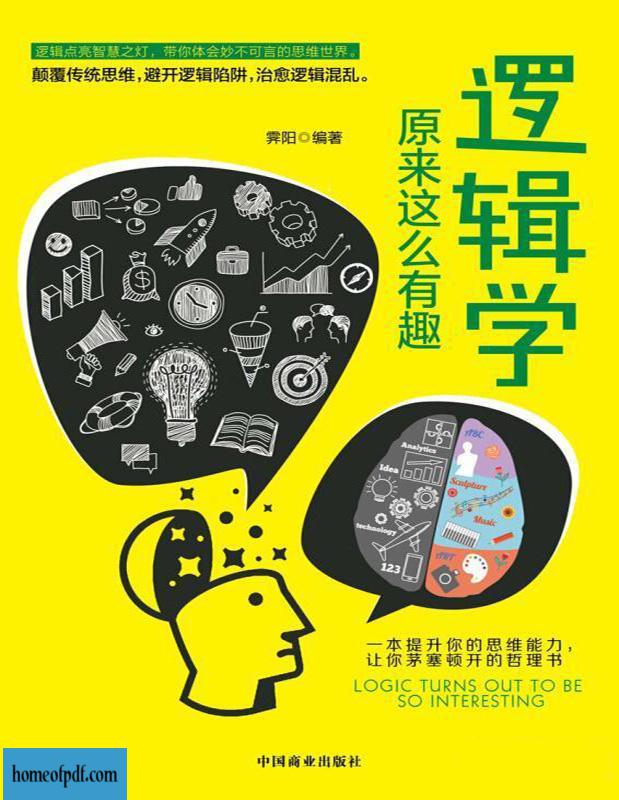 逻辑点亮智慧之灯，带你体会妙不可言的思维世界。
颠覆传统思维，避开逻辑陷阱，治愈逻辑混乱。
霁阳◎编著
逻辑学
原来这么有趣
Analytics
Idea
technology
123
ABC
Sculpture
Music
ART
一本提升你的思维能力，
让你茅塞顿开的哲理书
LOGIC TURNS OUT TO BE
SO INTERESTING
中国商业出版社
homeofpdf.com